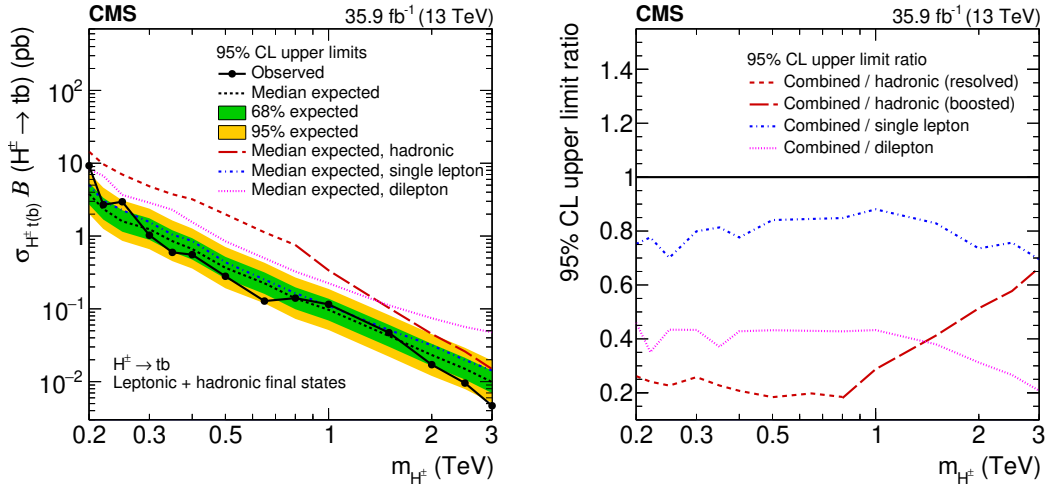 CMS 35.9 fb⁻¹ (13 TeV)
σ_H± t(b) B (H± → tb) (pb)
95% CL upper limits
Observed
Median expected
68% expected
95% expected
Median expected, hadronic
Median expected, single lepton
Median expected, dilepton
10²
10
1
10⁻¹
10⁻²
H± → tb
Leptonic + hadronic final states
0.2 0.3 0.5 1 2 3
m_H± (TeV)
CMS 35.9 fb⁻¹ (13 TeV)
95% CL upper limit ratio
95% CL upper limit ratio
Combined / hadronic (resolved)
Combined / hadronic (boosted)
Combined / single lepton
Combined / dilepton
1.4
1.2
1
0.8
0.6
0.4
0.2
0.2 0.3 0.5 1 2 3
m_H± (TeV)